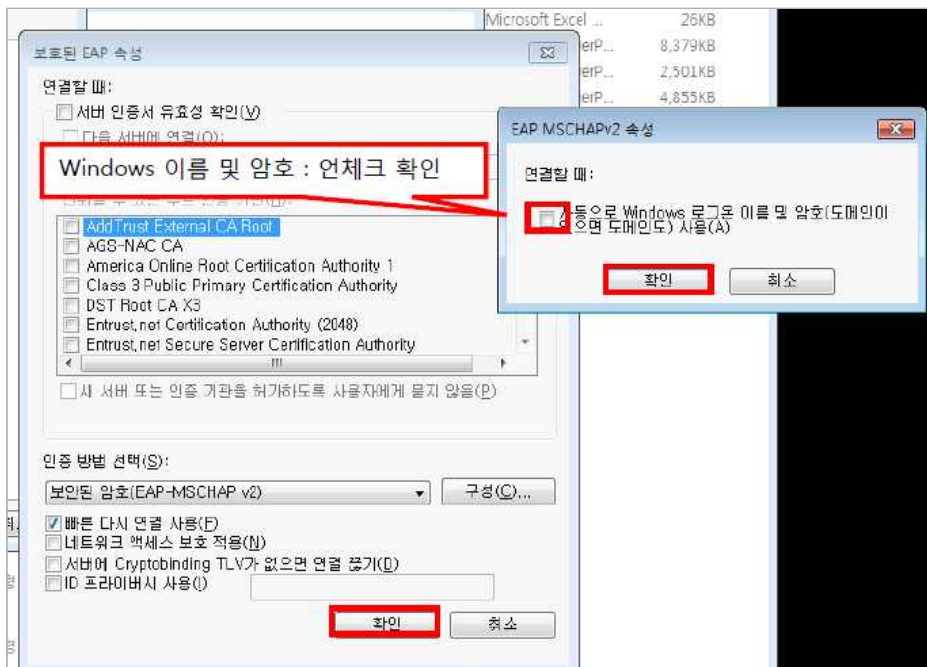 Microsoft Excel ... 26KB
erP... 8,379KB
erP... 2,501KB
erP... 4,855KB
보호된 EAP 속성
연결할 때:
서버 인증서 유효성 확인(V)
다음 서버에 연결(O):
Windows 이름 및 암호 : 언체크 확인
AddTrust External CA Root
AGS-NAC CA
America Online Root Certification Authority 1
Class 3 Public Primary Certification Authority
DST Root CA X3
Entrust.net Certification Authority (2048)
Entrust.net Secure Server Certification Authority
새 서버 또는 인증 기관을 허가하도록 사용자에게 묻지 않음(P)
인증 방법 선택(S):
보안된 암호(EAP-MSCHAP v2)
구성(C)...
빠른 다시 연결 사용(F)
네트워크 액세스 보호 적용(N)
서버에 Cryptobinding TLV가 없으면 연결 끊기(D)
ID 프라이버시 사용(I)
확인 취소
EAP MSCHAPv2 속성
연결할 때:
자동으로 Windows 로그온 이름 및 암호(도메인이
있으면 도메인도) 사용(A)
확인 취소